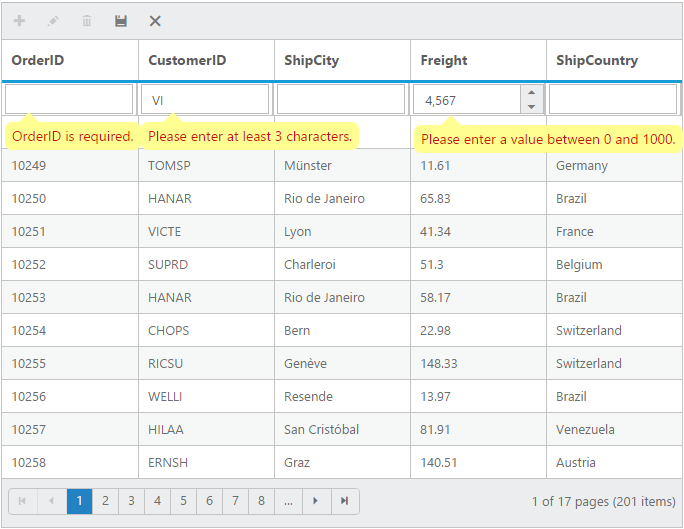 OrderID CustomerID ShipCity Freight ShipCountry
VI 4,567
OrderID is required. Please enter at least 3 characters. Please enter a value between 0 and 1000.
10249 TOMSP Münster 11.61 Germany
10250 HANAR Rio de Janeiro 65.83 Brazil
10251 VICTE Lyon 41.34 France
10252 SUPRD Charleroi 51.3 Belgium
10253 HANAR Rio de Janeiro 58.17 Brazil
10254 CHOPS Bern 22.98 Switzerland
10255 RICSU Genève 148.33 Switzerland
10256 WELLI Resende 13.97 Brazil
10257 HILAA San Cristóbal 81.91 Venezuela
10258 ERNSH Graz 140.51 Austria
1 2 3 4 5 6 7 8 ... 1 of 17 pages (201 items)